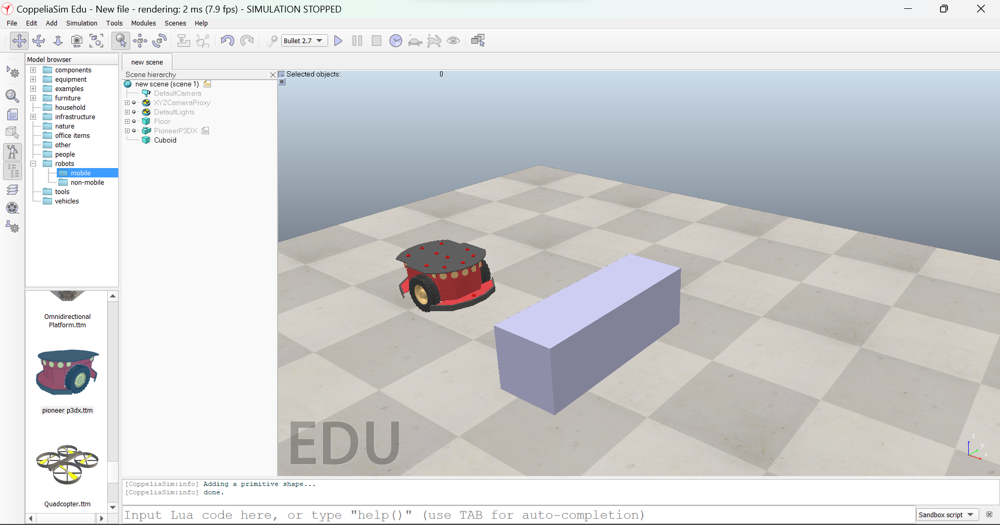 CoppeliaSim Edu - New file - rendering: 2 ms (7.9 fps) - SIMULATION STOPPED
File Edit Add Simulation Tools Modules Scenes Help
Bullet 2.7
Model browser
components
equipment
examples
furniture
household
infrastructure
nature
office items
other
people
robots
mobile
non-mobile
tools
vehicles
Omnidirectional
Platform.ttm
pioneer p3dx.ttm
Quadcopter.ttm
new scene
Scene hierarchy
new scene (scene 1)
DefaultCamera
XYZCameraProxy
DefaultLights
Floor
PioneerP3DX
Cuboid
Selected objects: 0
EDU
z
y
x
[CoppeliaSim:info] Adding a primitive shape...
[CoppeliaSim:info] done.
Input Lua code here, or type "help()" (use TAB for auto-completion)
Sandbox script